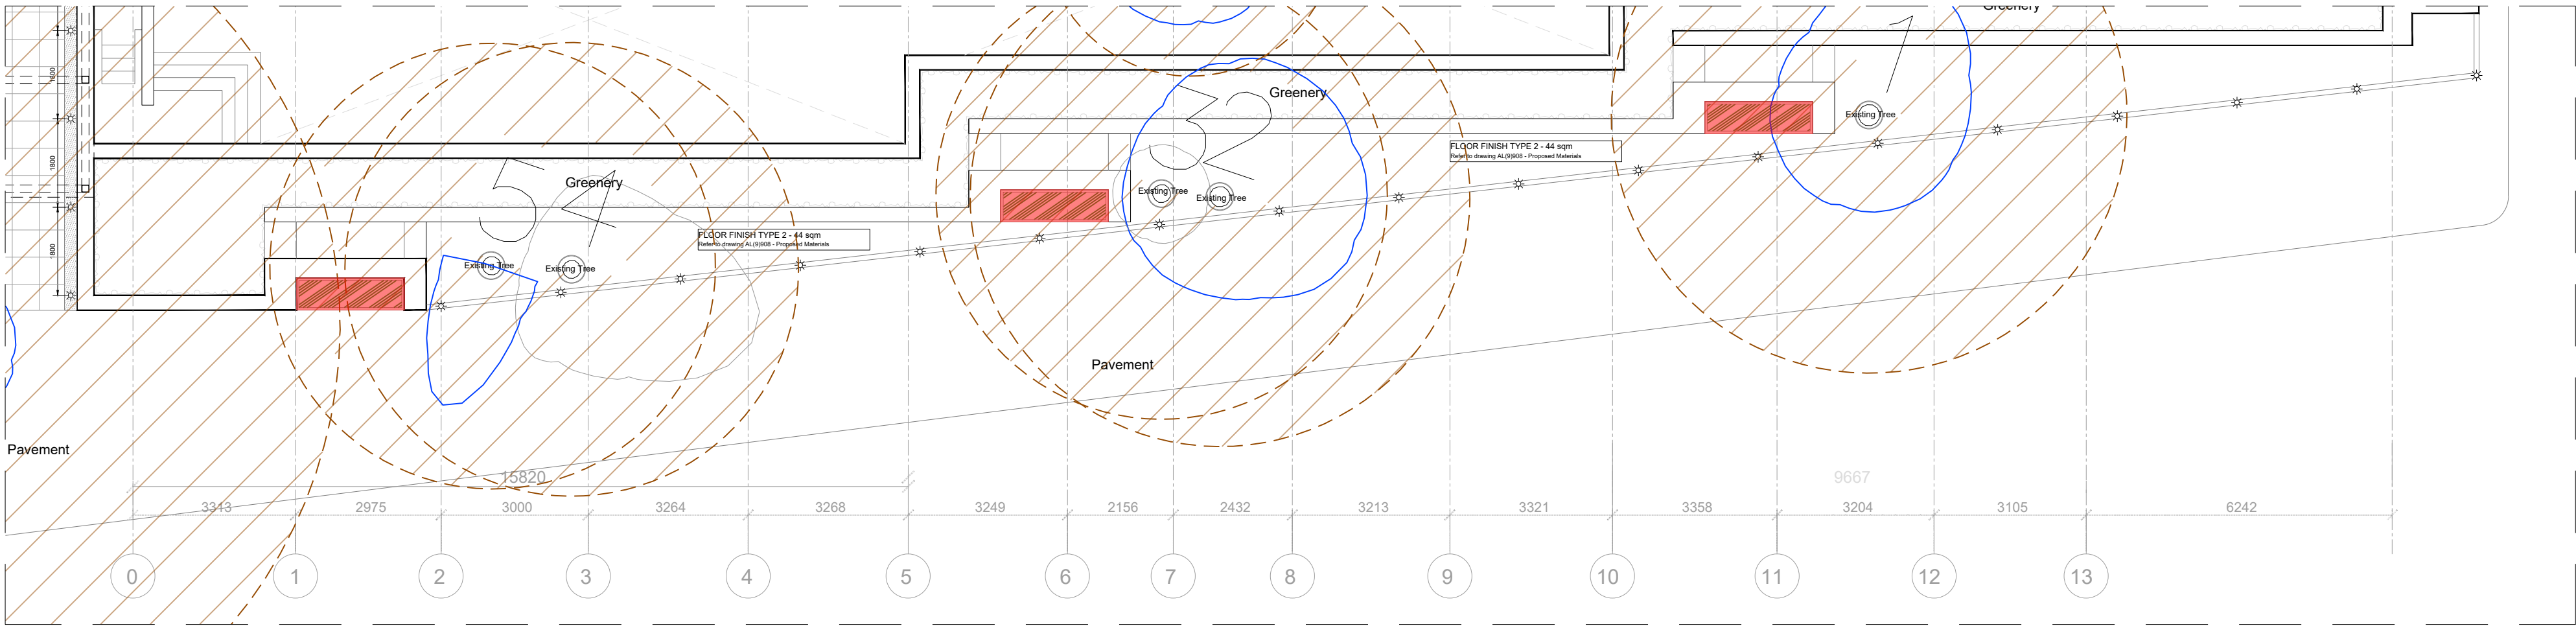 Greenery
1600
Greenery
Existing Tree
FLOOR FINISH TYPE 2 - 44 sqm
Refer to drawing AL(9)908 - Proposed Materials
1800
Greenery
Existing Tree
Existing Tree
FLOOR FINISH TYPE 2 - 44 sqm
Refer to drawing AL(9)908 - Proposed Materials
1800
Existing Tree
Existing Tree
Pavement
Pavement
15820
9667
3313 2975 3000 3264 3268 3249 2156 2432 3213 3321 3358 3204 3105 6242
0 1 2 3 4 5 6 7 8 9 10 11 12 13